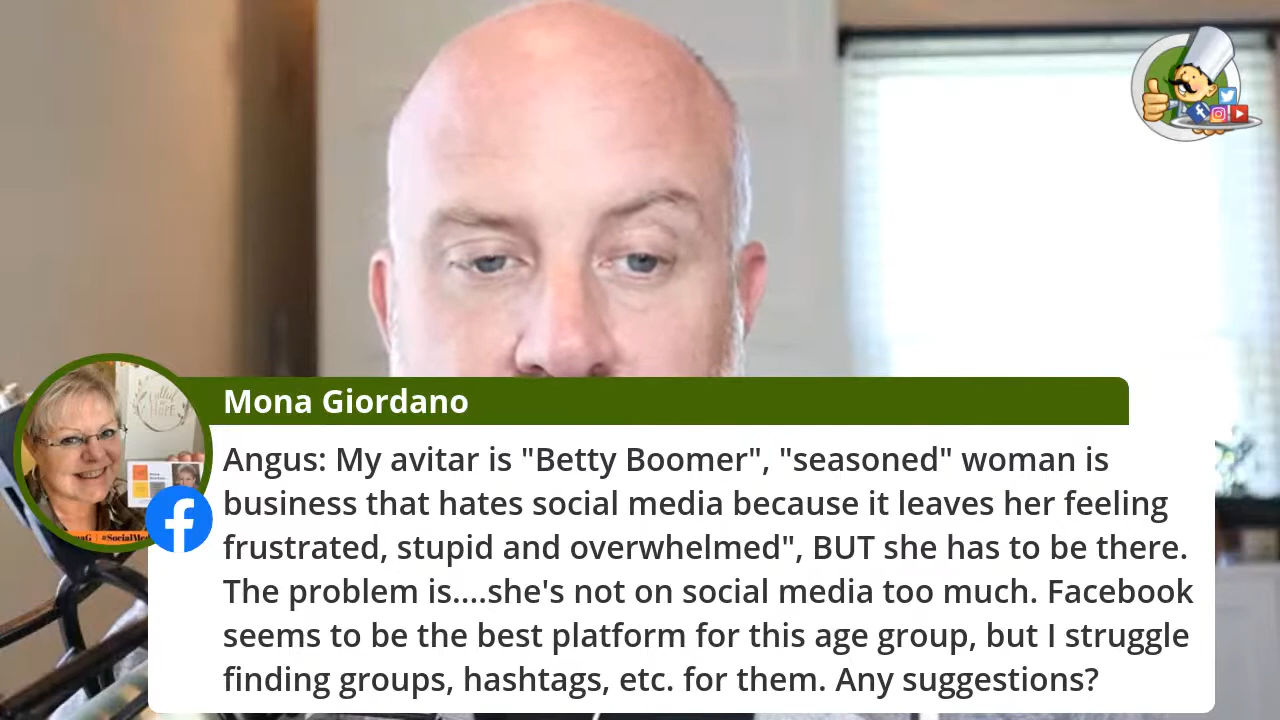 Mona Giordano
Angus: My avitar is "Betty Boomer", "seasoned" woman is
business that hates social media because it leaves her feeling
frustrated, stupid and overwhelmed", BUT she has to be there.
The problem is....she's not on social media too much. Facebook
seems to be the best platform for this age group, but I struggle
finding groups, hashtags, etc. for them. Any suggestions?